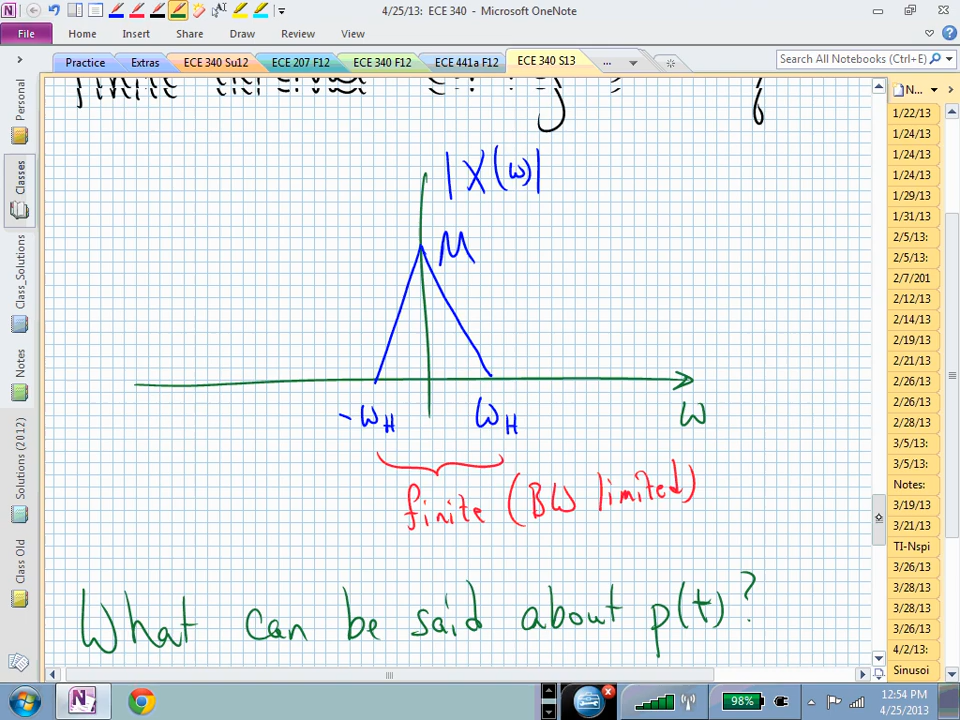 4/25/13: ECE 340 - Microsoft OneNote
File Home Insert Share Draw Review View
Practice Extras ECE 340 Su12 ECE 207 F12 ECE 340 F12 ECE 441a F12 ECE 340 S13 ...
Search All Notebooks (Ctrl+E)
Personal
Classes
Class_Solutions
Notes
Solutions (2012)
Class Old
|X(ω)|
M
-ωH ωH ω
finite (BW limited)
What can be said about p(t)?
N...
1/22/13
1/24/13
1/24/13
1/24/13
1/29/13
1/31/13
2/5/13:
2/5/13:
2/7/201
2/12/13
2/14/13
2/19/13
2/21/13
2/26/13
2/26/13
2/28/13
3/5/13:
3/5/13:
Notes:
3/19/13
3/21/13
TI-Nspi
3/26/13
3/28/13
3/28/13
3/26/13
4/2/13:
Sinusoi
98%
12:54 PM
4/25/2013